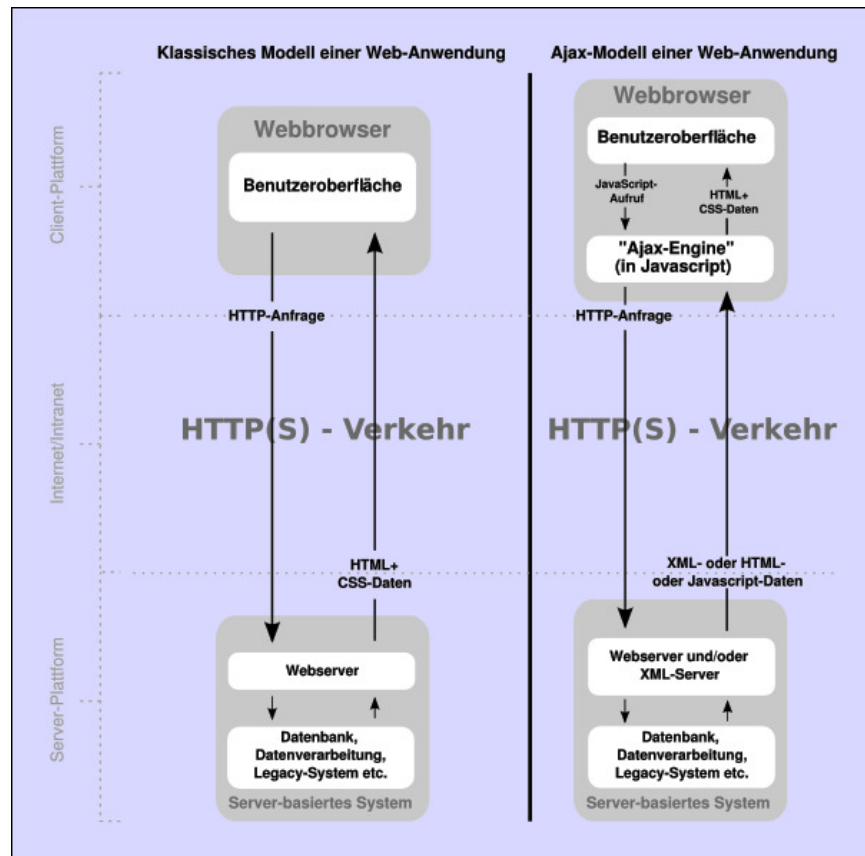 Klassisches Modell einer Web-Anwendung
Webbrowser
Benutzeroberfläche
HTTP-Anfrage
HTTP(S) - Verkehr
HTML+
CSS-Daten
Webserver
Datenbank,
Datenverarbeitung,
Legacy-System etc.
Server-basiertes System
Ajax-Modell einer Web-Anwendung
Webbrowser
Benutzeroberfläche
JavaScript-
Aufruf
HTML+
CSS-Daten
"Ajax-Engine"
(in Javascript)
HTTP-Anfrage
HTTP(S) - Verkehr
XML- oder HTML-
oder Javascript-Daten
Webserver und/oder
XML-Server
Datenbank,
Datenverarbeitung,
Legacy-System etc.
Server-basiertes System
Client-Plattform
Internet/Intranet
Server-Plattform